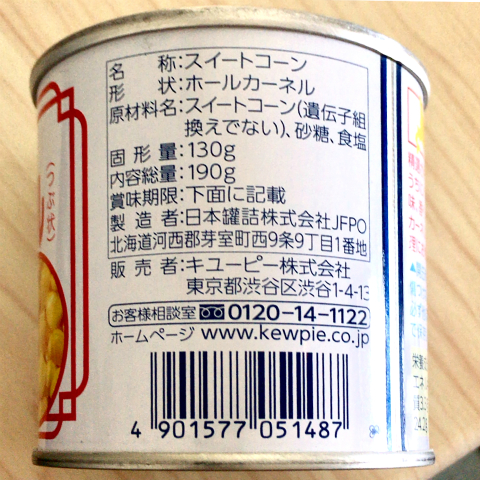 名称:スイートコーン
形状:ホールカーネル
原材料名:スイートコーン(遺伝子組
換えでない)、砂糖、食塩
固形量:130g
内容総量:190g
賞味期限:下面に記載
製造者:日本罐詰株式会社JFPO
北海道河西郡芽室町西9条9丁目1番地
販売者:キユーピー株式会社
東京都渋谷区渋谷1-4-13
お客様相談室 0120-14-1122
ホームページ www.kewpie.co.jp
4 901577 051487
(つぶ状)